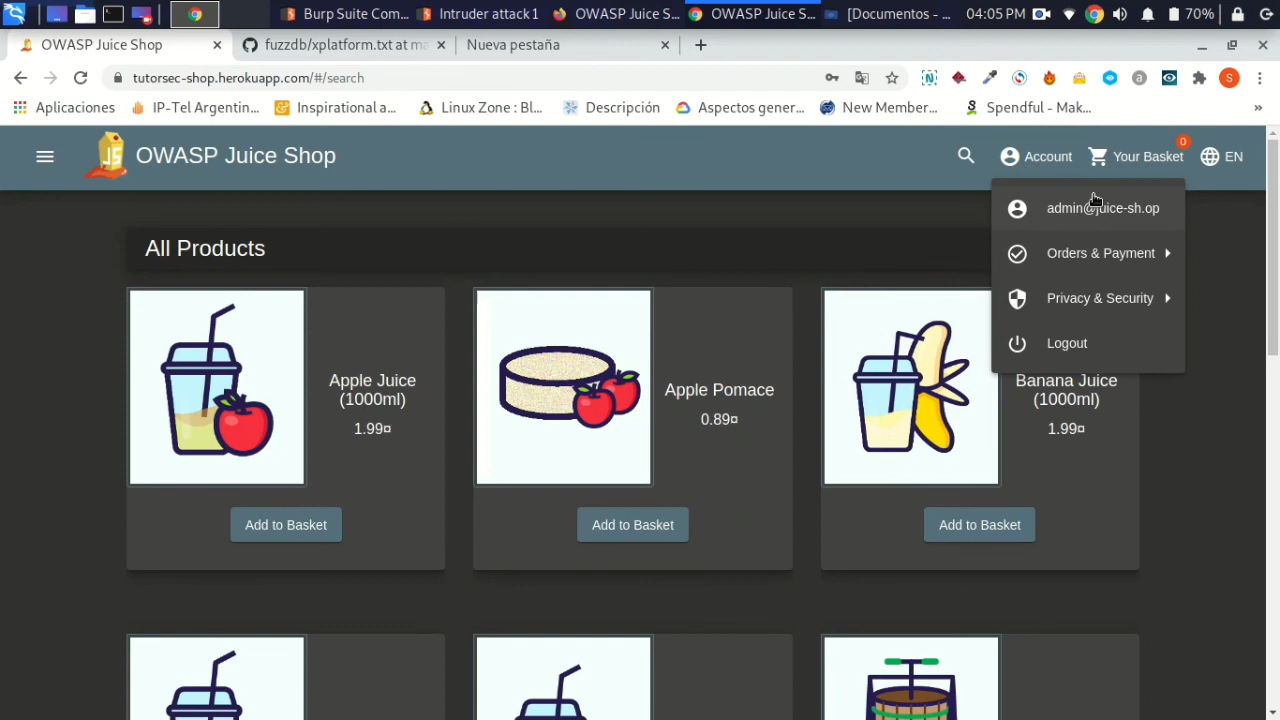 Burp Suite Com... Intruder attack 1 OWASP Juice S... OWASP Juice S... [Documentos - ... 04:05 PM 70%
OWASP Juice Shop fuzzdb/xplatform.txt at ma Nueva pestaña
tutorsec-shop.herokuapp.com/#/search
Aplicaciones IP-Tel Argentin... Inspirational a... Linux Zone : Bl... Descripción Aspectos gener... New Member... Spendful - Mak... »
JS OWASP Juice Shop Account Your Basket 0 EN
admin@juice-sh.op
Orders & Payment
Privacy & Security
Logout
All Products
Apple Juice
(1000ml)
1.99¤
Add to Basket
Apple Pomace
0.89¤
Add to Basket
Banana Juice
(1000ml)
1.99¤
Add to Basket